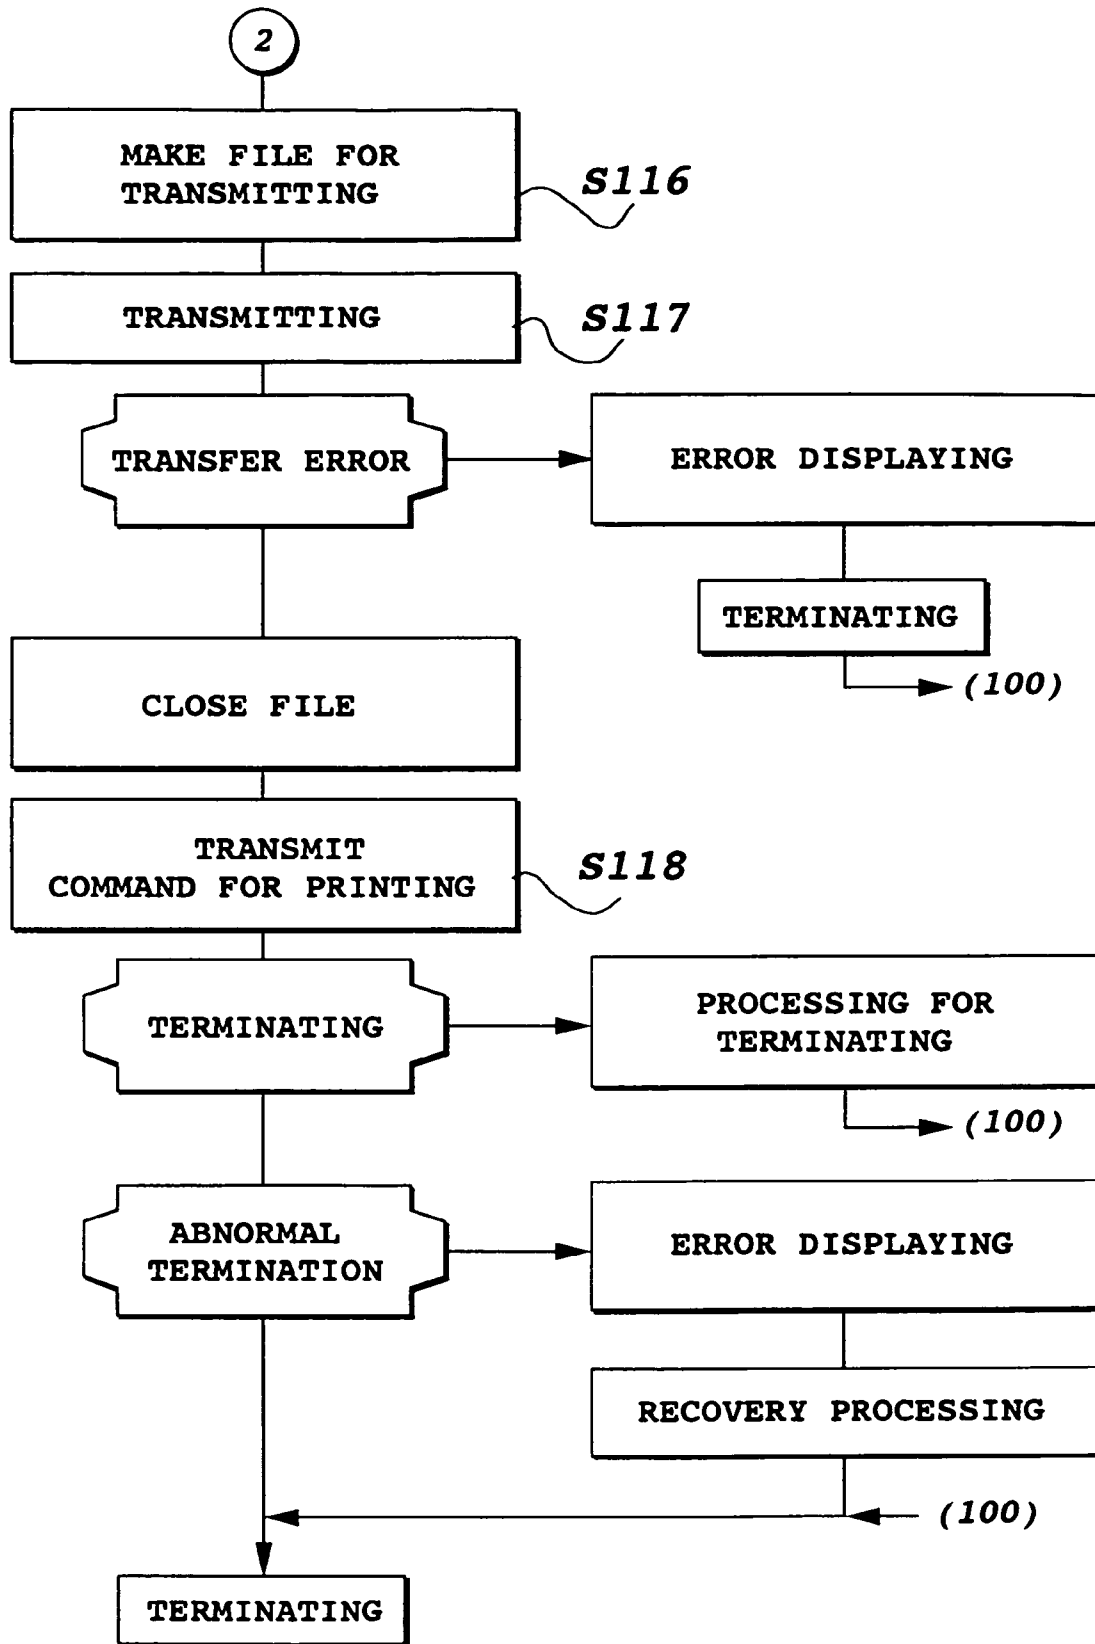 2
MAKE FILE FOR
TRANSMITTING
S116
TRANSMITTING
S117
TRANSFER ERROR
ERROR DISPLAYING
TERMINATING
(100)
CLOSE FILE
TRANSMIT
COMMAND FOR PRINTING
S118
TERMINATING
PROCESSING FOR
TERMINATING
(100)
ABNORMAL
TERMINATION
ERROR DISPLAYING
RECOVERY PROCESSING
(100)
TERMINATING